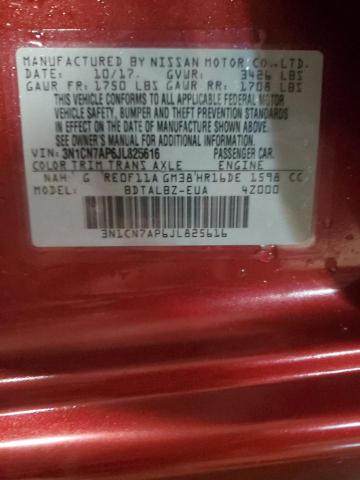 MANUFACTURED BY NISSAN MOTOR CO.,LTD.
DATE: 10/17. GVWR: 3426 LBS
GAWR FR: 1750 LBS GAWR RR: 1708 LBS
THIS VEHICLE CONFORMS TO ALL APPLICABLE FEDERAL MOTOR
VEHICLE SAFETY, BUMPER AND THEFT PREVENTION STANDARDS
IN EFFECT ON THE DATE OF MANUFACTURE SHOWN ABOVE.
SEE OWNER'S MANUAL FOR ADDITIONAL INFORMATION.
VIN: 3N1CN7AP6JL825616 PASSENGER CAR.
COLOR TRIM TRANS AXLE ENGINE
NAH G RE0F11A GM38 HR16DE 1598 CC
MODEL: BDTALBZ-EUA 4Z000
3N1CN7AP6JL825616